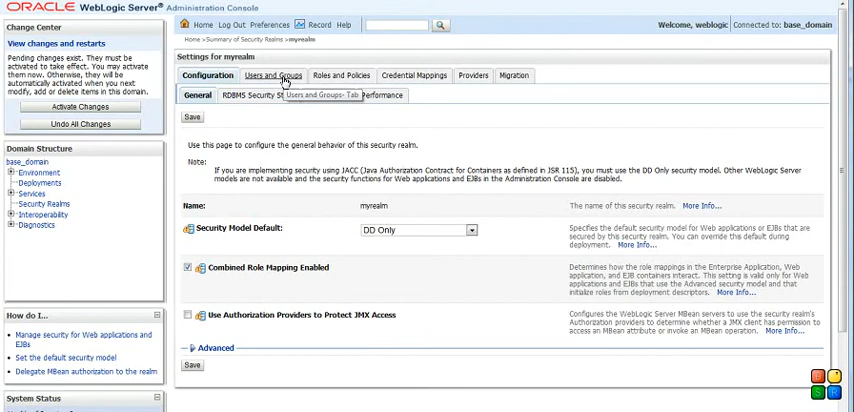 ORACLE WebLogic Server® Administration Console
Change Center
View changes and restarts
Pending changes exist. They must be
activated to take effect. You may activate
them now. Otherwise, they will be
automatically activated when you next
modify, add or delete items in this domain.
Activate Changes
Undo All Changes
Domain Structure
base_domain
Environment
Deployments
Services
Security Realms
Interoperability
Diagnostics
How do I...
Manage security for Web applications and
EJBs
Set the default security model
Delegate MBean authorization to the realm
System Status
Home Log Out Preferences Record Help
Welcome, weblogic Connected to: base_domain
Home >Summary of Security Realms >myrealm
Settings for myrealm
Configuration Users and Groups Roles and Policies Credential Mappings Providers Migration
General RDBMS Security St Performance
Users and Groups- Tab
Save
Use this page to configure the general behavior of this security realm.
Note:
If you are implementing security using JACC (Java Authorization Contract for Containers as defined in JSR 115), you must use the DD Only security model. Other WebLogic Server
models are not available and the security functions for Web applications and EJBs in the Administration Console are disabled.
Name: myrealm The name of this security realm. More Info...
Security Model Default: DD Only
Specifies the default security model for Web applications or EJBs that are
secured by this security realm. You can override this default during
deployment. More Info...
Combined Role Mapping Enabled
Determines how the role mappings in the Enterprise Application, Web
application, and EJB containers interact. This setting is valid only for Web
applications and EJBs that use the Advanced security model and that
initialize roles from deployment descriptors. More Info...
Use Authorization Providers to Protect JMX Access
Configures the WebLogic Server MBean servers to use the security realm's
Authorization providers to determine whether a JMX client has permission to
access an MBean attribute or invoke an MBean operation. More Info...
Advanced
Save